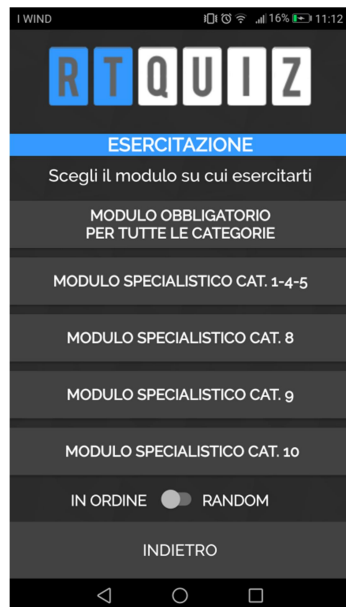 I WIND 16% 11:12
RTQUIZ
ESERCITAZIONE
Scegli il modulo su cui esercitarti
MODULO OBBLIGATORIO
PER TUTTE LE CATEGORIE
MODULO SPECIALISTICO CAT. 1-4-5
MODULO SPECIALISTICO CAT. 8
MODULO SPECIALISTICO CAT. 9
MODULO SPECIALISTICO CAT. 10
IN ORDINE RANDOM
INDIETRO